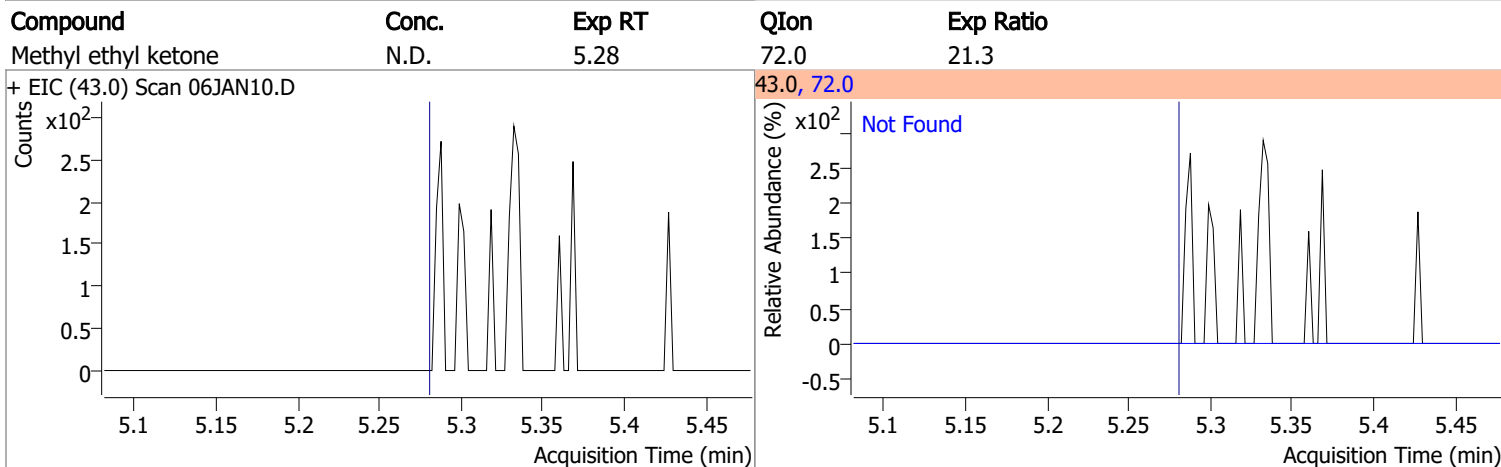 Compound Conc. Exp RT QIon Exp Ratio
Methyl ethyl ketone N.D. 5.28 72.0 21.3
+ EIC (43.0) Scan 06JAN10.D
Counts
x10²
2.5
2
1.5
1
0.5
0
5.1 5.15 5.2 5.25 5.3 5.35 5.4 5.45
Acquisition Time (min)
43.0, 72.0
Relative Abundance (%)
x10²
Not Found
2.5
2
1.5
1
0.5
0
-0.5
5.1 5.15 5.2 5.25 5.3 5.35 5.4 5.45
Acquisition Time (min)